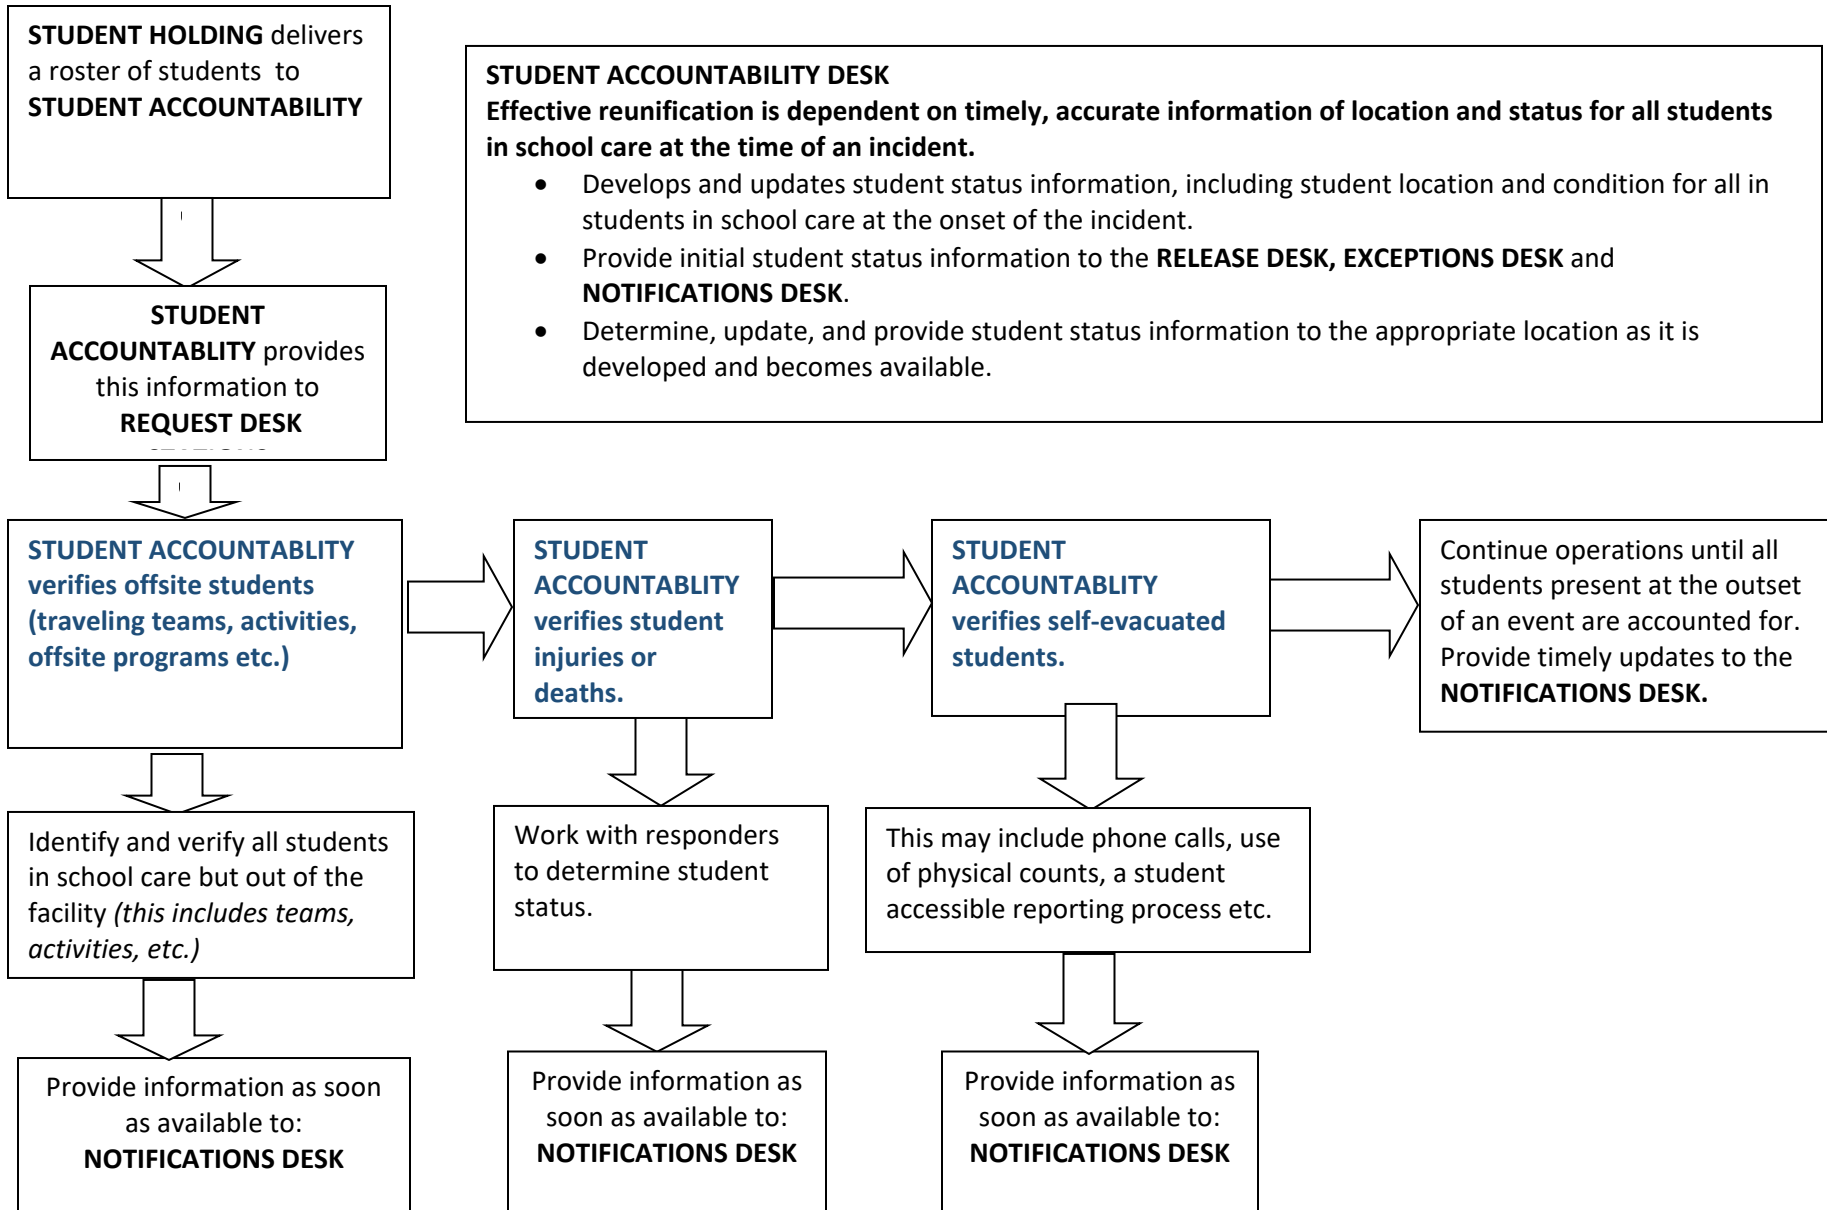 STUDENT HOLDING delivers
a roster of students to
STUDENT ACCOUNTABILITY
STUDENT ACCOUNTABILITY DESK
Effective reunification is dependent on timely, accurate information of location and status for all students
in school care at the time of an incident.
• Develops and updates student status information, including student location and condition for all in
students in school care at the onset of the incident.
• Provide initial student status information to the RELEASE DESK, EXCEPTIONS DESK and
NOTIFICATIONS DESK.
• Determine, update, and provide student status information to the appropriate location as it is
developed and becomes available.
STUDENT
ACCOUNTABLITY provides
this information to
REQUEST DESK
STUDENT ACCOUNTABLITY
verifies offsite students
(traveling teams, activities,
offsite programs etc.)
STUDENT
ACCOUNTABLITY
verifies student
injuries or
deaths.
STUDENT
ACCOUNTABLITY
verifies self-evacuated
students.
Continue operations until all
students present at the outset
of an event are accounted for.
Provide timely updates to the
NOTIFICATIONS DESK.
Identify and verify all students
in school care but out of the
facility (this includes teams,
activities, etc.)
Work with responders
to determine student
status.
This may include phone calls, use
of physical counts, a student
accessible reporting process etc.
Provide information as soon
as available to:
NOTIFICATIONS DESK
Provide information as
soon as available to:
NOTIFICATIONS DESK
Provide information as
soon as available to:
NOTIFICATIONS DESK